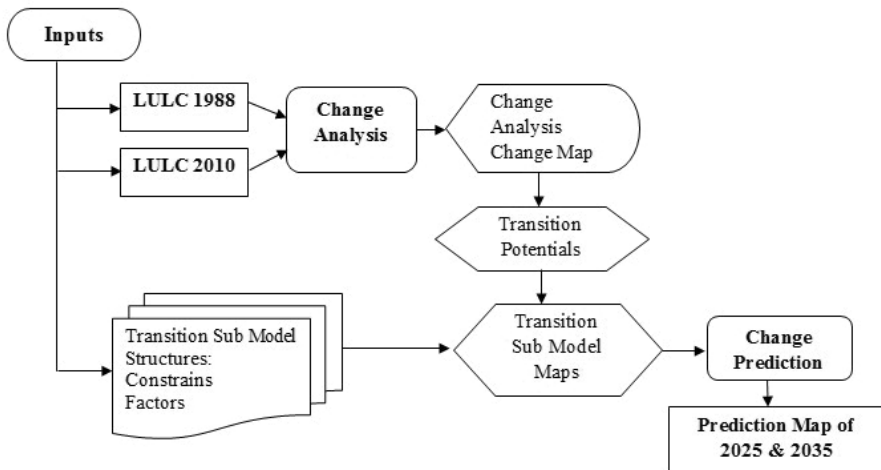 Inputs
LULC 1988
LULC 2010
Change
Analysis
Change
Analysis
Change Map
Transition
Potentials
Transition Sub Model
Structures:
Constrains
Factors
Transition
Sub Model
Maps
Change
Prediction
Prediction Map of
2025 & 2035